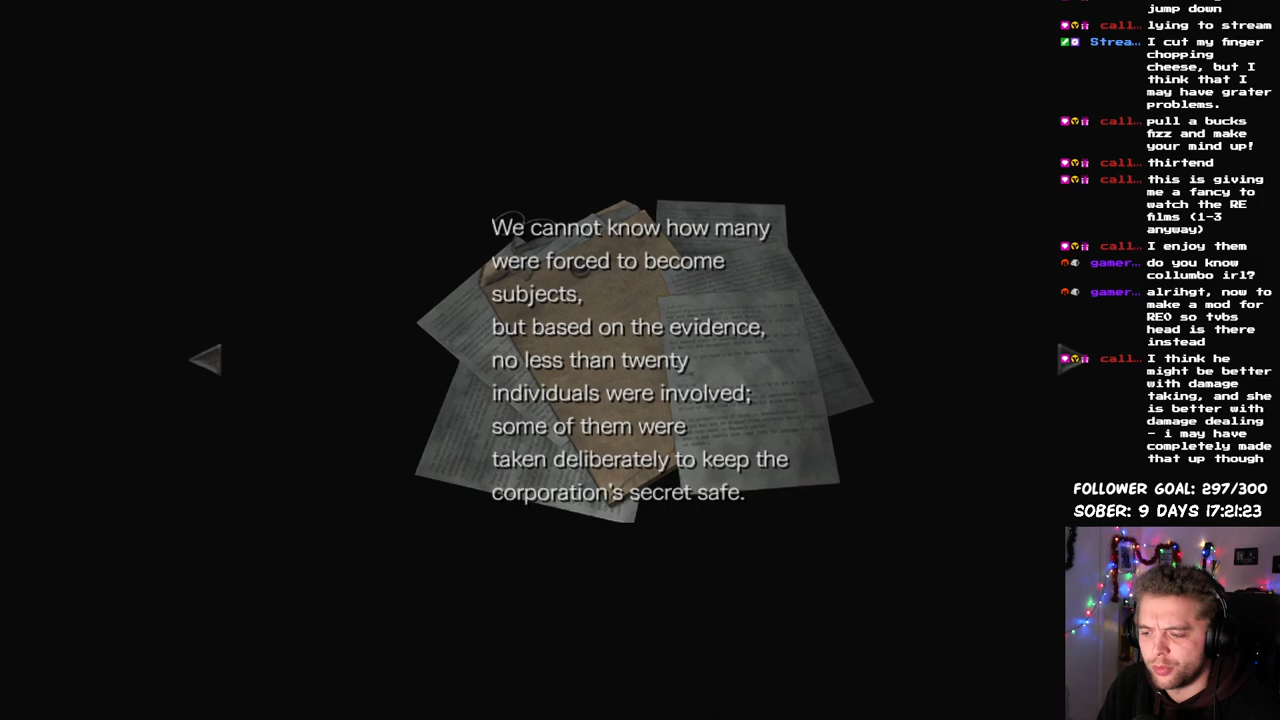 We cannot know how many
were forced to become
subjects,
but based on the evidence,
no less than twenty
individuals were involved;
some of them were
taken deliberately to keep the
corporation's secret safe.
jump down
call... lying to stream
Strea... I cut my finger
chopping
cheese, but I
think that I
may have grater
problems.
call... pull a bucks
fizz and make
your mind up!
call... thirtend
call... this is giving
me a fancy to
watch the RE
films (1-3
anyway)
call... I enjoy them
gamer... do you know
collumbo irl?
gamer... alrihgt, now to
make a mod for
RE0 so tvbs
head is there
instead
call... I think he
might be better
with damage
taking, and she
is better with
damage dealing
- i may have
completely made
that up though
FOLLOWER GOAL: 297/300
SOBER: 9 DAYS 17:21:23